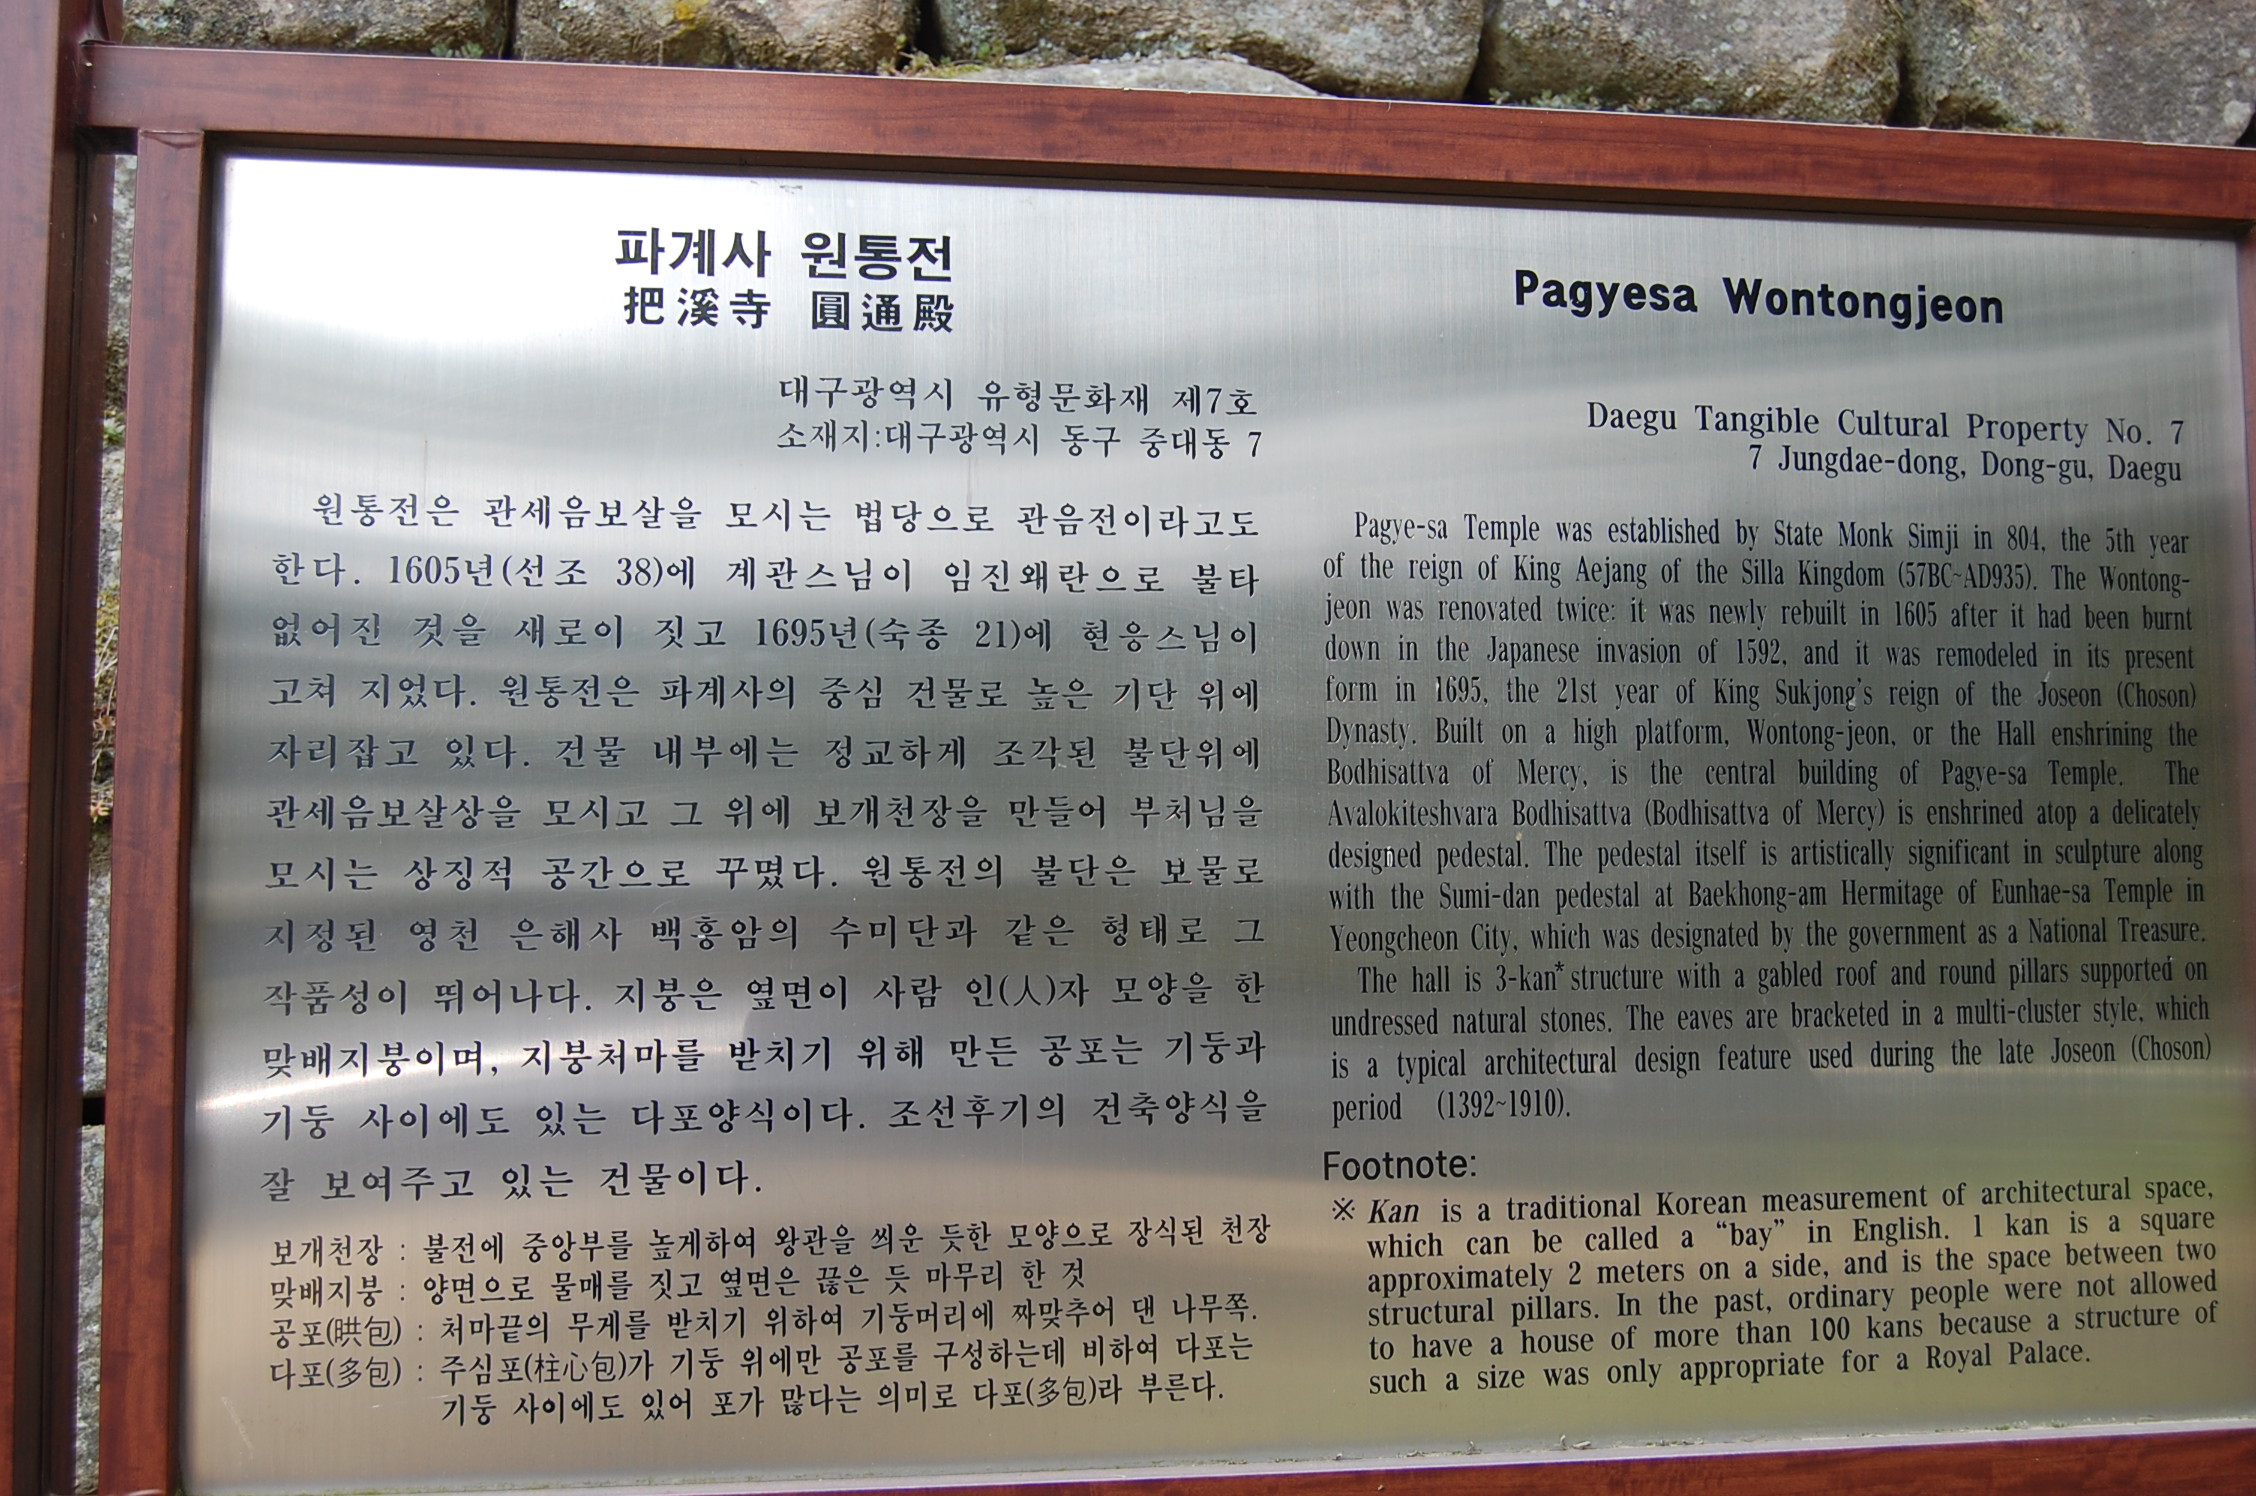 파계사 원통전
把溪寺 圓通殿
대구광역시 유형문화재 제7호
소재지:대구광역시 동구 중대동 7
원통전은 관세음보살을 모시는 법당으로 관음전이라고도
한다. 1605년(선조 38)에 계관스님이 임진왜란으로 불타
없어진 것을 새로이 짓고 1695년(숙종 21)에 현응스님이
고쳐 지었다. 원통전은 파계사의 중심 건물로 높은 기단 위에
자리잡고 있다. 건물 내부에는 정교하게 조각된 불단위에
관세음보살상을 모시고 그 위에 보개천장을 만들어 부처님을
모시는 상징적 공간으로 꾸몄다. 원통전의 불단은 보물로
지정된 영천 은해사 백흥암의 수미단과 같은 형태로 그
작품성이 뛰어나다. 지붕은 옆면이 사람 인(人)자 모양을 한
맞배지붕이며, 지붕처마를 받치기 위해 만든 공포는 기둥과
기둥 사이에도 있는 다포양식이다. 조선후기의 건축양식을
잘 보여주고 있는 건물이다.
보개천장 : 불전에 중앙부를 높게하여 왕관을 씌운 듯한 모양으로 장식된 천장
맞배지붕 : 양면으로 물매를 짓고 옆면은 끊은 듯 마무리 한 것
공포(栱包) : 처마끝의 무게를 받치기 위하여 기둥머리에 짜맞추어 댄 나무쪽.
다포(多包) : 주심포(柱心包)가 기둥 위에만 공포를 구성하는데 비하여 다포는
기둥 사이에도 있어 포가 많다는 의미로 다포(多包)라 부른다.
Pagyesa Wontongjeon
Daegu Tangible Cultural Property No. 7
7 Jungdae-dong, Dong-gu, Daegu
Pagye-sa Temple was established by State Monk Simji in 804, the 5th year
of the reign of King Aejang of the Silla Kingdom (57BC~AD935). The Wontong-
jeon was renovated twice: it was newly rebuilt in 1605 after it had been burnt
down in the Japanese invasion of 1592, and it was remodeled in its present
form in 1695, the 21st year of King Sukjong's reign of the Joseon (Choson)
Dynasty. Built on a high platform, Wontong-jeon, or the Hall enshrining the
Bodhisattva of Mercy, is the central building of Pagye-sa Temple. The
Avalokiteshvara Bodhisattva (Bodhisattva of Mercy) is enshrined atop a delicately
designed pedestal. The pedestal itself is artistically significant in sculpture along
with the Sumi-dan pedestal at Baekhong-am Hermitage of Eunhae-sa Temple in
Yeongcheon City, which was designated by the government as a National Treasure.
The hall is 3-kan* structure with a gabled roof and round pillars supported on
undressed natural stones. The eaves are bracketed in a multi-cluster style, which
is a typical architectural design feature used during the late Joseon (Choson)
period (1392~1910).
Footnote:
※ Kan is a traditional Korean measurement of architectural space,
which can be called a “bay” in English. 1 kan is a square
approximately 2 meters on a side, and is the space between two
structural pillars. In the past, ordinary people were not allowed
to have a house of more than 100 kans because a structure of
such a size was only appropriate for a Royal Palace.